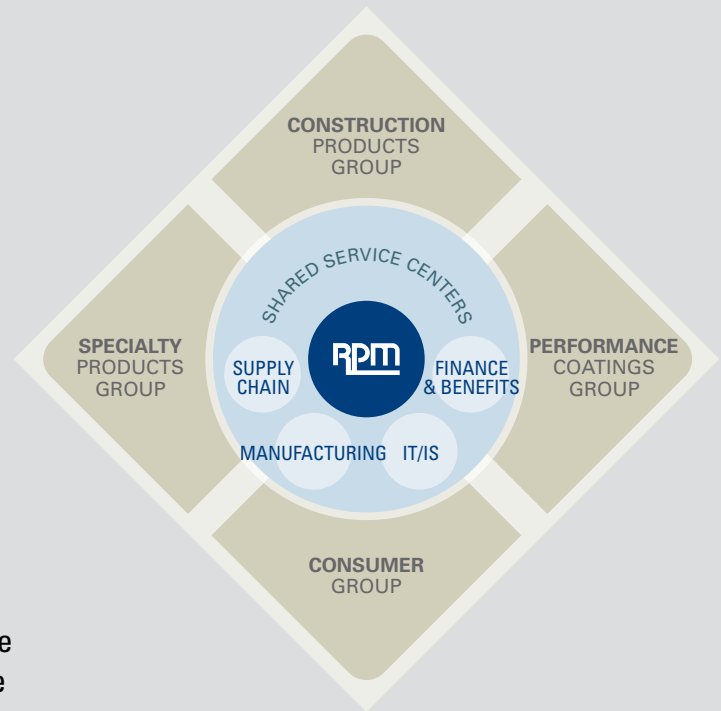 CONSTRUCTION
PRODUCTS
GROUP
SHARED SERVICE CENTERS
RPM
SPECIALTY
PRODUCTS
GROUP
SUPPLY
CHAIN
FINANCE
& BENEFITS
PERFORMANCE
COATINGS
GROUP
MANUFACTURING
IT/IS
CONSUMER
GROUP
e
e